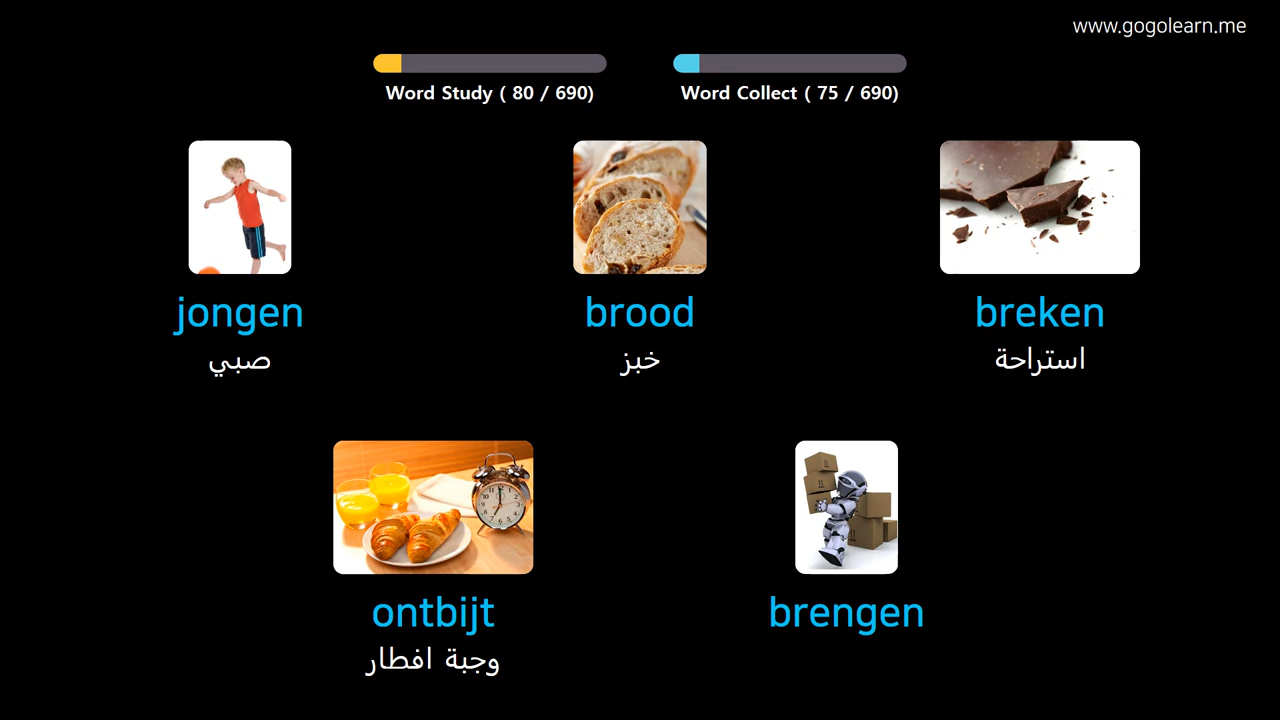 www.gogolearn.me
Word Study ( 80 / 690)
Word Collect ( 75 / 690)
jongen
صبي
brood
خبز
breken
استراحة
ontbijt
وجبة افطار
brengen